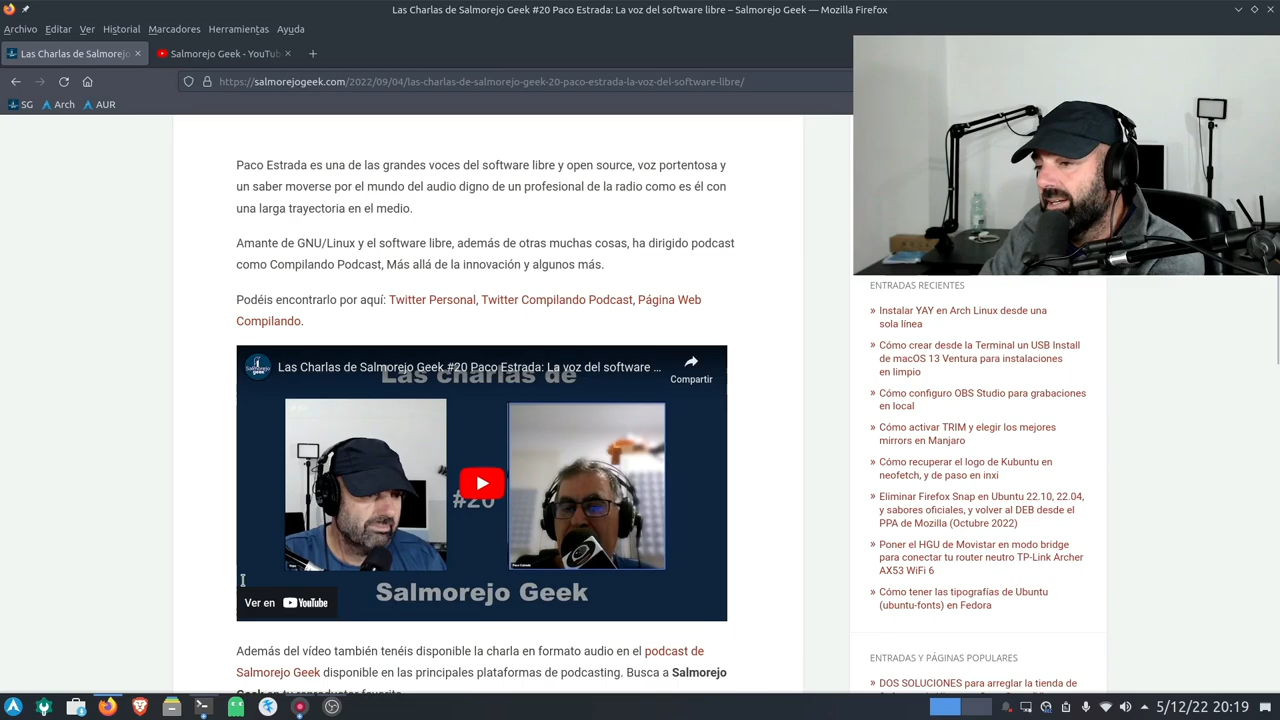 Las Charlas de Salmorejo Geek #20 Paco Estrada: La voz del software libre – Salmorejo Geek — Mozilla Firefox
Archivo Editar Ver Historial Marcadores Herramientas Ayuda
Las Charlas de Salmorejo
Salmorejo Geek - YouTub
https://salmorejogeek.com/2022/09/04/las-charlas-de-salmorejo-geek-20-paco-estrada-la-voz-del-software-libre/
SG Arch AUR
Paco Estrada es una de las grandes voces del software libre y open source, voz portentosa y
un saber moverse por el mundo del audio digno de un profesional de la radio como es él con
una larga trayectoria en el medio.
Amante de GNU/Linux y el software libre, además de otras muchas cosas, ha dirigido podcast
como Compilando Podcast, Más allá de la innovación y algunos más.
Podéis encontrarlo por aquí: Twitter Personal, Twitter Compilando Podcast, Página Web
Compilando.
Las Charlas de Salmorejo Geek #20 Paco Estrada: La voz del software ...
Compartir
Las charlas de
#20
Salmorejo Geek
Ver en YouTube
Además del vídeo también tenéis disponible la charla en formato audio en el podcast de
Salmorejo Geek disponible en las principales plataformas de podcasting. Busca a Salmorejo
ENTRADAS RECIENTES
» Instalar YAY en Arch Linux desde una
sola línea
» Cómo crear desde la Terminal un USB Install
de macOS 13 Ventura para instalaciones
en limpio
» Cómo configuro OBS Studio para grabaciones
en local
» Cómo activar TRIM y elegir los mejores
mirrors en Manjaro
» Cómo recuperar el logo de Kubuntu en
neofetch, y de paso en inxi
» Eliminar Firefox Snap en Ubuntu 22.10, 22.04,
y sabores oficiales, y volver al DEB desde el
PPA de Mozilla (Octubre 2022)
» Poner el HGU de Movistar en modo bridge
para conectar tu router neutro TP-Link Archer
AX53 WiFi 6
» Cómo tener las tipografías de Ubuntu
(ubuntu-fonts) en Fedora
ENTRADAS Y PÁGINAS POPULARES
» DOS SOLUCIONES para arreglar la tienda de
5/12/22 20:19